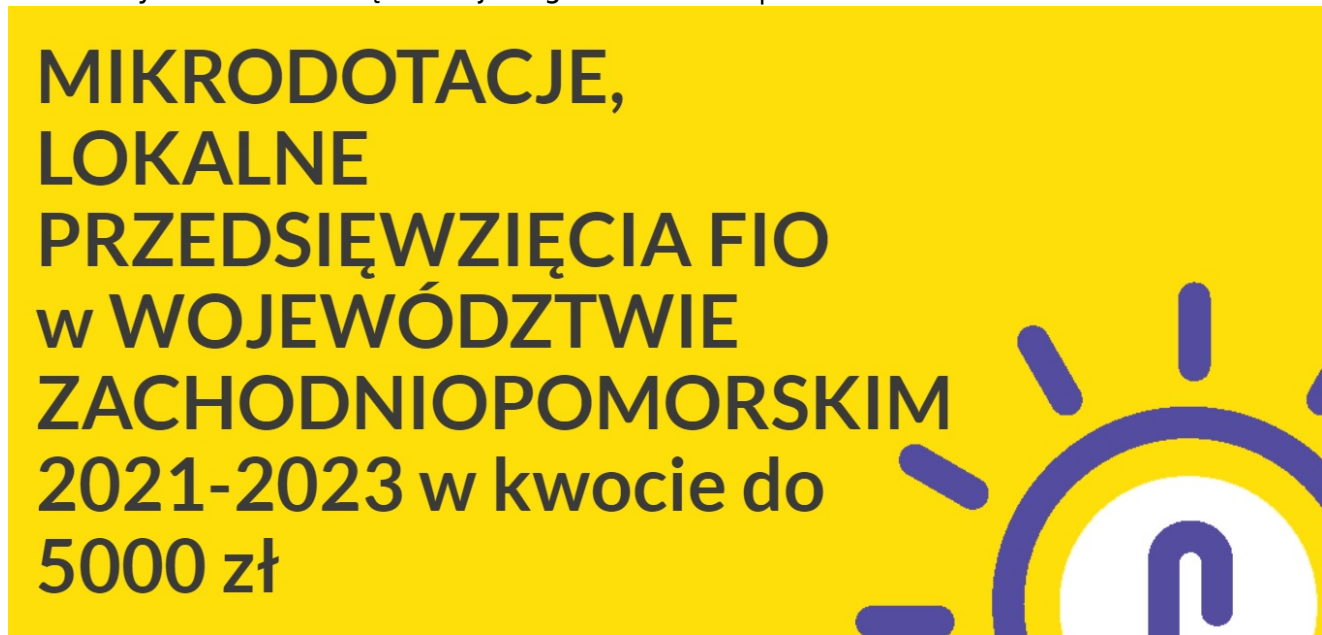 MIKRODOTACJE,
LOKALNE
PRZEDSIĘWZIĘCIA FIO
w WOJEWÓDZTWIE
ZACHODNIOPOMORSKIM
2021-2023 w kwocie do
5000 zł